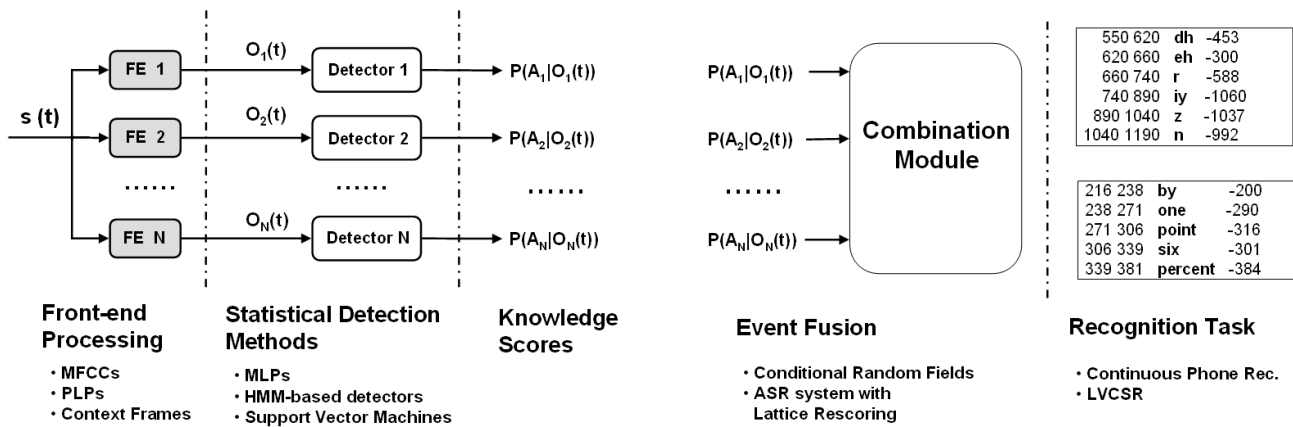 s (t)
FE 1
FE 2
......
FE N
O1(t)
O2(t)
ON(t)
Detector 1
Detector 2
......
Detector N
P(A1|O1(t))
P(A2|O2(t))
......
P(AN|ON(t))
Front-end
Processing
· MFCCs
· PLPs
· Context Frames
Statistical Detection
Methods
· MLPs
· HMM-based detectors
· Support Vector Machines
Knowledge
Scores
P(A1|O1(t))
P(A2|O2(t))
......
P(AN|ON(t))
Combination
Module
Event Fusion
· Conditional Random Fields
· ASR system with
Lattice Rescoring
550 620 dh -453
620 660 eh -300
660 740 r -588
740 890 iy -1060
890 1040 z -1037
1040 1190 n -992
216 238 by -200
238 271 one -290
271 306 point -316
306 339 six -301
339 381 percent -384
Recognition Task
· Continuous Phone Rec.
· LVCSR